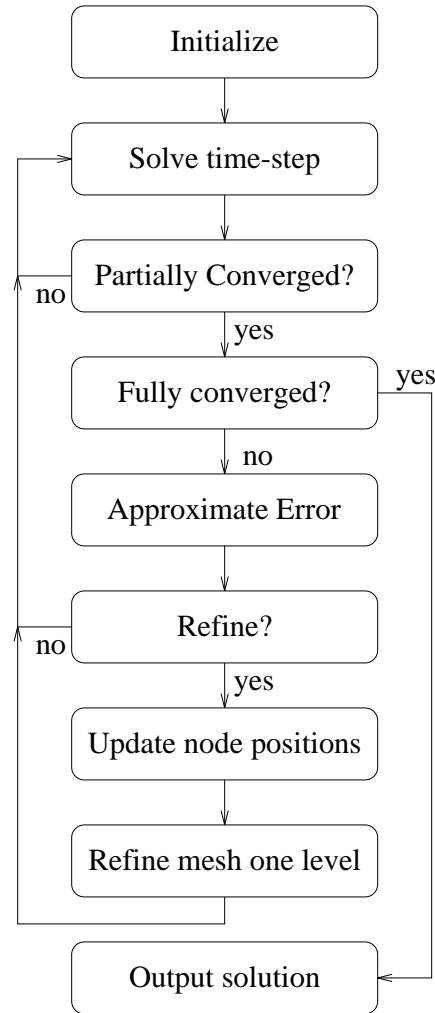 Initialize
Solve time-step
Partially Converged?
no
yes
Fully converged?
yes
no
Approximate Error
Refine?
no
yes
Update node positions
Refine mesh one level
Output solution